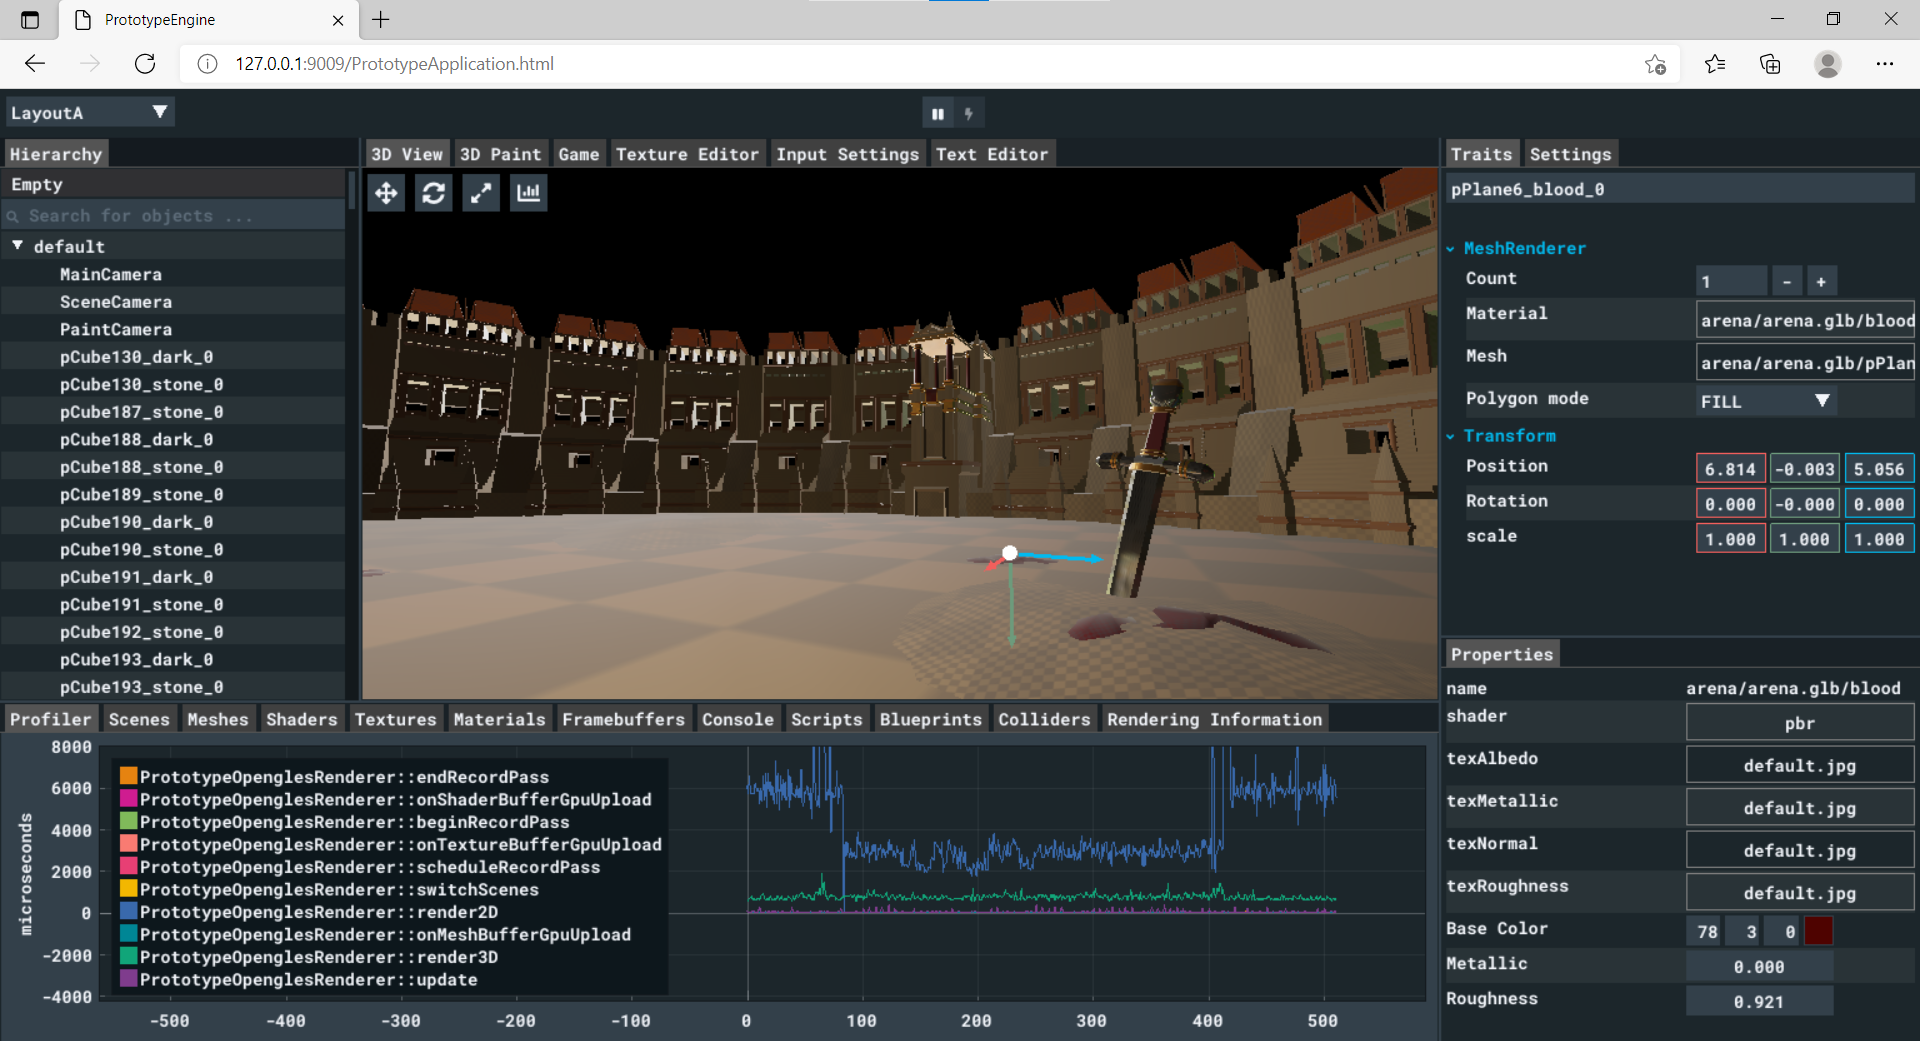 PrototypeEngine
127.0.0.1:9009/PrototypeApplication.html
LayoutA
Hierarchy
Empty
Search for objects ...
default
MainCamera
SceneCamera
PaintCamera
pCube130_dark_0
pCube130_stone_0
pCube187_stone_0
pCube188_dark_0
pCube188_stone_0
pCube189_stone_0
pCube190_dark_0
pCube190_stone_0
pCube191_dark_0
pCube191_stone_0
pCube192_stone_0
pCube193_dark_0
pCube193_stone_0
3D View 3D Paint Game Texture Editor Input Settings Text Editor
Traits Settings
pPlane6_blood_0
MeshRenderer
Count 1 - +
Material arena/arena.glb/blood
Mesh arena/arena.glb/pPlan
Polygon mode FILL
Transform
Position 6.814 -0.003 5.056
Rotation 0.000 -0.000 0.000
scale 1.000 1.000 1.000
Properties
name arena/arena.glb/blood
shader pbr
texAlbedo default.jpg
texMetallic default.jpg
texNormal default.jpg
texRoughness default.jpg
Base Color 78 3 0
Metallic 0.000
Roughness 0.921
Profiler Scenes Meshes Shaders Textures Materials Framebuffers Console Scripts Blueprints Colliders Rendering Information
microseconds
8000
6000
4000
2000
0
-2000
-4000
PrototypeOpenglesRenderer::endRecordPass
PrototypeOpenglesRenderer::onShaderBufferGpuUpload
PrototypeOpenglesRenderer::beginRecordPass
PrototypeOpenglesRenderer::onTextureBufferGpuUpload
PrototypeOpenglesRenderer::scheduleRecordPass
PrototypeOpenglesRenderer::switchScenes
PrototypeOpenglesRenderer::render2D
PrototypeOpenglesRenderer::onMeshBufferGpuUpload
PrototypeOpenglesRenderer::render3D
PrototypeOpenglesRenderer::update
-500 -400 -300 -200 -100 0 100 200 300 400 500